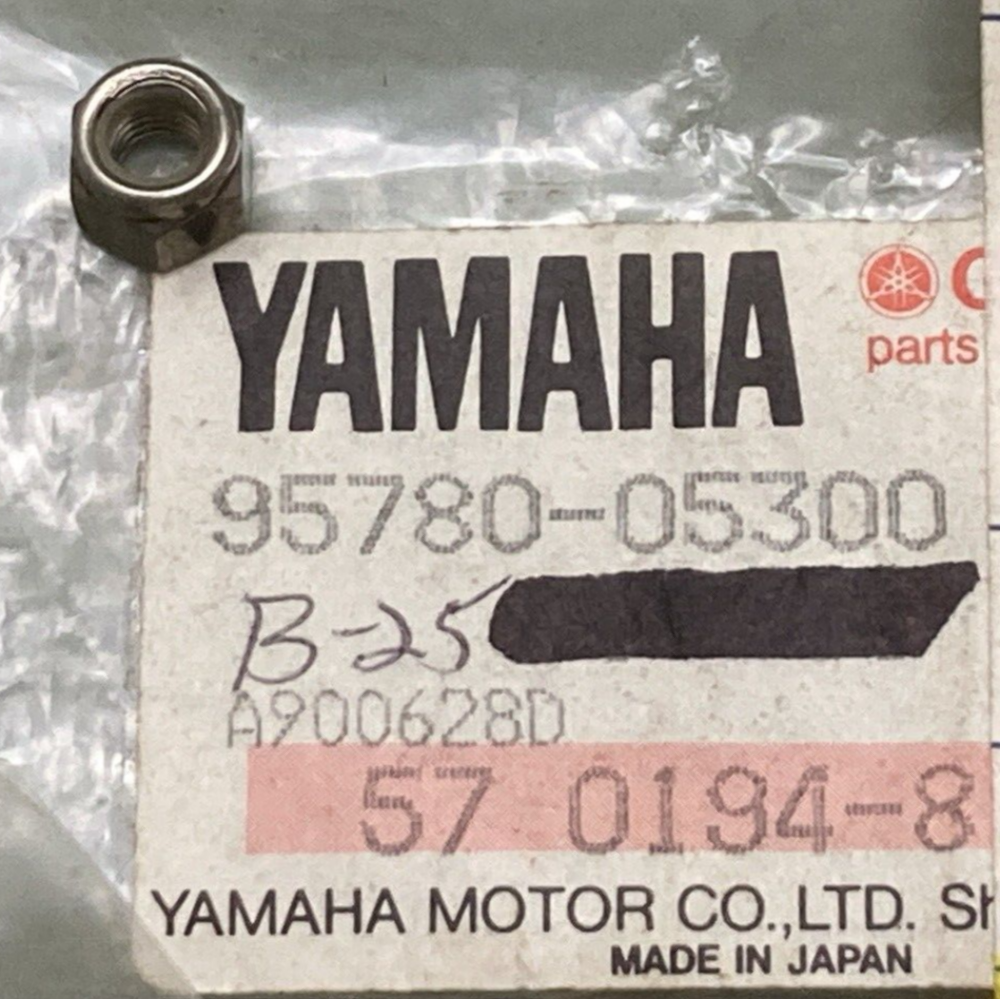 YAMAHA
parts
95780-05300
B-25
A900628D
57 0194-8
YAMAHA MOTOR CO.,LTD.
MADE IN JAPAN